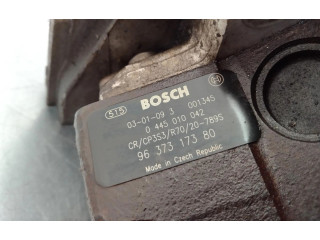 515 BOSCH
03-01-09 3 001345
0 445 010 042
CR/CP3S3/R70/20-789S
96 373 173 80
Made in Czech Republic